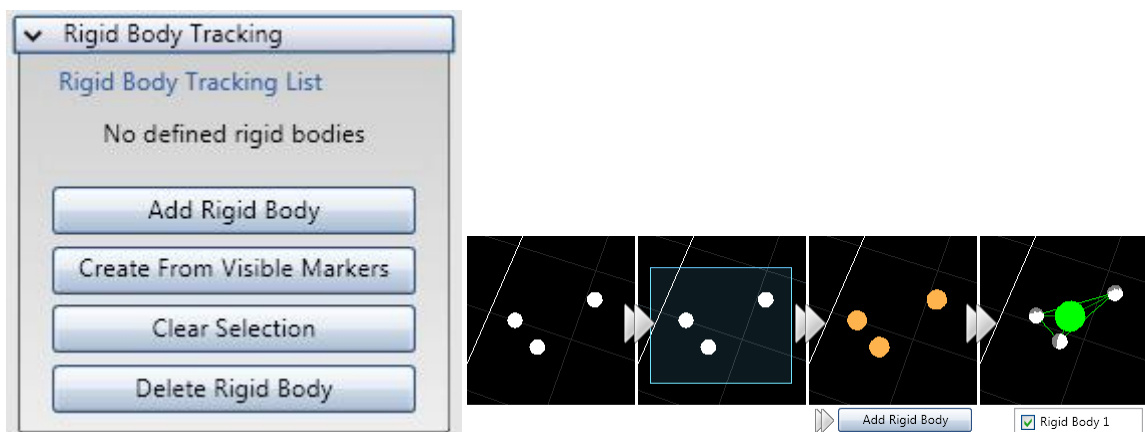 Rigid Body Tracking
Rigid Body Tracking List
No defined rigid bodies
Add Rigid Body
Create From Visible Markers
Clear Selection
Delete Rigid Body
Add Rigid Body
Rigid Body 1